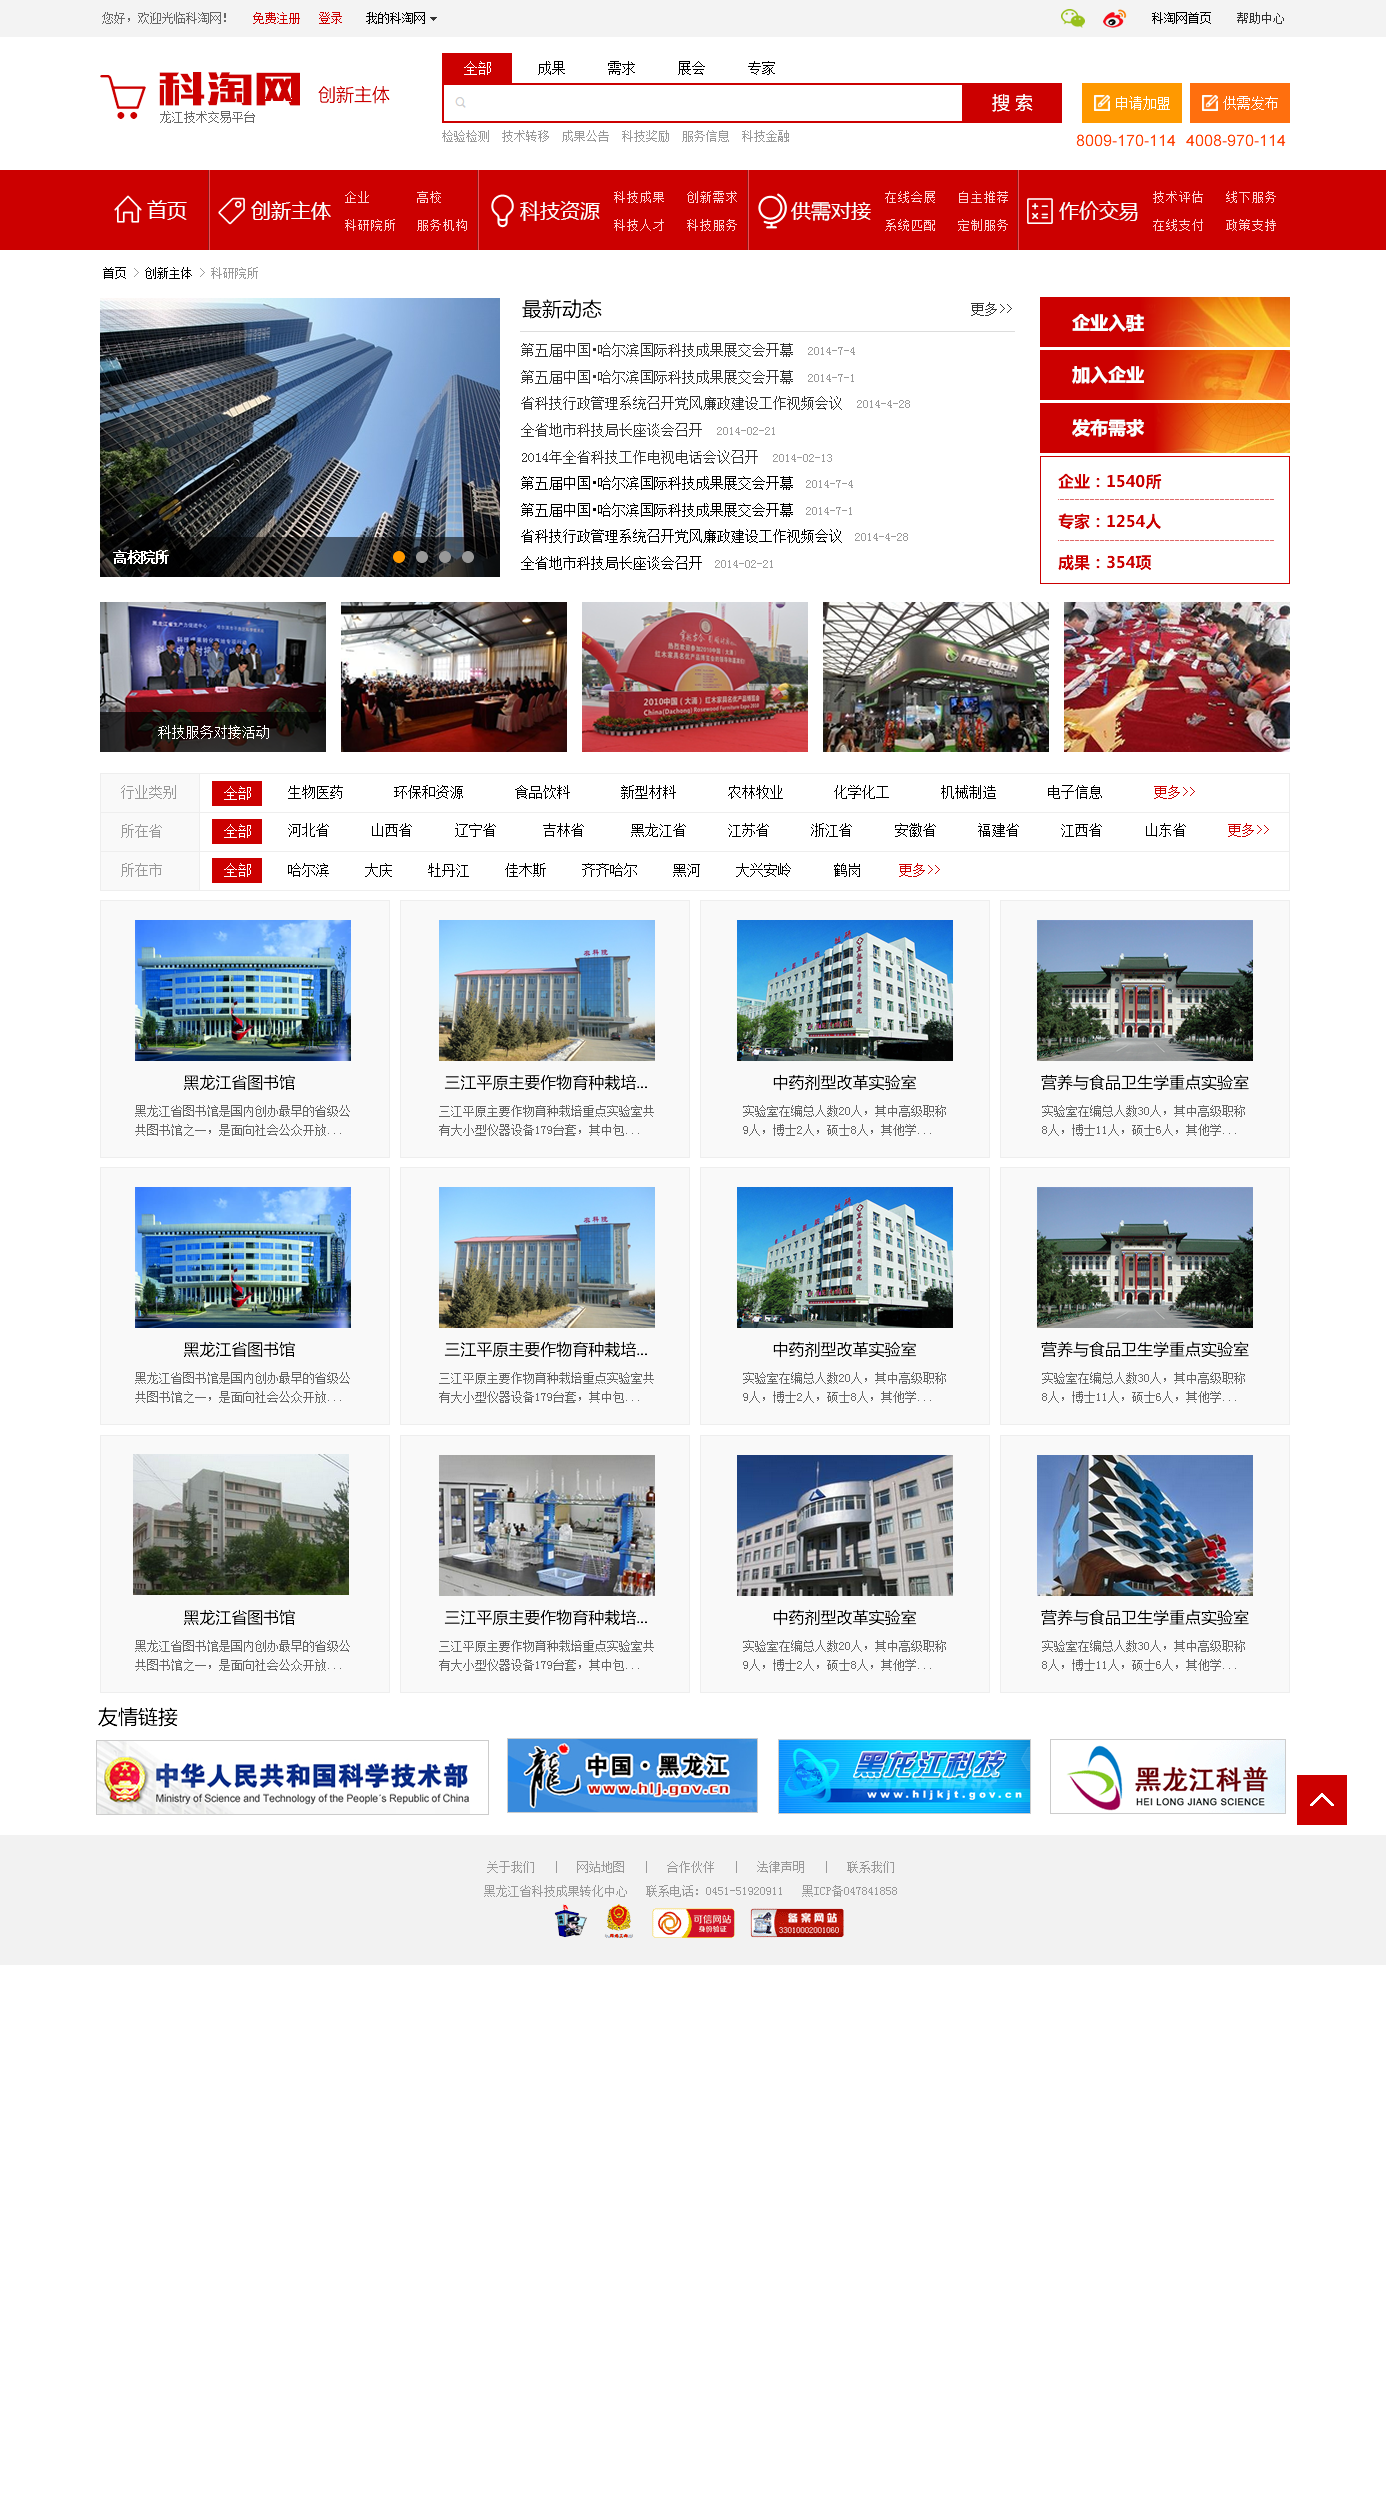 您好，欢迎光临科淘网！ 免费注册 登录 我的科淘网 科淘网首页 帮助中心
全部 成果 需求 展会 专家
科淘网 创新主体
龙江技术交易平台
搜 索 申请加盟 供需发布
检验检测 技术转移 成果公告 科技奖励 服务信息 科技金融
8009-170-114 4008-970-114
首页 创新主体 企业 高校 科技资源 科技成果 创新需求 供需对接 在线会展 自主推荐 作价交易 技术评估 线下服务
科研院所 服务机构 科技人才 科技服务 系统匹配 定制服务 在线支付 政策支持
首页 > 创新主体 > 科研院所
高校院所
最新动态 更多>>
第五届中国•哈尔滨国际科技成果展交会开幕 2014-7-4
第五届中国•哈尔滨国际科技成果展交会开幕 2014-7-1
省科技行政管理系统召开党风廉政建设工作视频会议 2014-4-28
全省地市科技局长座谈会召开 2014-02-21
2014年全省科技工作电视电话会议召开 2014-02-13
第五届中国•哈尔滨国际科技成果展交会开幕 2014-7-4
第五届中国•哈尔滨国际科技成果展交会开幕 2014-7-1
省科技行政管理系统召开党风廉政建设工作视频会议 2014-4-28
全省地市科技局长座谈会召开 2014-02-21
企业入驻
加入企业
发布需求
企业：1540所
专家：1254人
成果：354项
科技服务对接活动
2010中国（大涌）红木家具名优产品博览会
China(Dachong) Rosewood Furniture Expo 2010
MERIDA
行业类别 全部 生物医药 环保和资源 食品饮料 新型材料 农林牧业 化学化工 机械制造 电子信息 更多>>
所在省 全部 河北省 山西省 辽宁省 吉林省 黑龙江省 江苏省 浙江省 安徽省 福建省 江西省 山东省 更多>>
所在市 全部 哈尔滨 大庆 牡丹江 佳木斯 齐齐哈尔 黑河 大兴安岭 鹤岗 更多>>
农科院
黑龙江省图书馆 三江平原主要作物育种栽培... 中药剂型改革实验室 营养与食品卫生学重点实验室
黑龙江省图书馆是国内创办最早的省级公 三江平原主要作物育种栽培重点实验室共 实验室在编总人数20人，其中高级职称 实验室在编总人数30人，其中高级职称
共图书馆之一，是面向社会公众开放... 有大小型仪器设备179台套，其中包... 9人，博士2人，硕士8人，其他学... 8人，博士11人，硕士6人，其他学...
农科院
黑龙江省图书馆 三江平原主要作物育种栽培... 中药剂型改革实验室 营养与食品卫生学重点实验室
黑龙江省图书馆是国内创办最早的省级公 三江平原主要作物育种栽培重点实验室共 实验室在编总人数20人，其中高级职称 实验室在编总人数30人，其中高级职称
共图书馆之一，是面向社会公众开放... 有大小型仪器设备179台套，其中包... 9人，博士2人，硕士8人，其他学... 8人，博士11人，硕士6人，其他学...
黑龙江省图书馆 三江平原主要作物育种栽培... 中药剂型改革实验室 营养与食品卫生学重点实验室
黑龙江省图书馆是国内创办最早的省级公 三江平原主要作物育种栽培重点实验室共 实验室在编总人数20人，其中高级职称 实验室在编总人数30人，其中高级职称
共图书馆之一，是面向社会公众开放... 有大小型仪器设备179台套，其中包... 9人，博士2人，硕士8人，其他学... 8人，博士11人，硕士6人，其他学...
友情链接
中华人民共和国科学技术部
Ministry of Science and Technology of the People's Republic of China
龙 中国·黑龙江
www.hlj.gov.cn
黑龙江科技
www.hljkjt.gov.cn
黑龙江科普
HEI LONG JIANG SCIENCE
关于我们 | 网站地图 | 合作伙伴 | 法律声明 | 联系我们
黑龙江省科技成果转化中心 联系电话：0451-51920911 黑ICP备047841858
可信网站 身份验证 备案网站 33010002001060